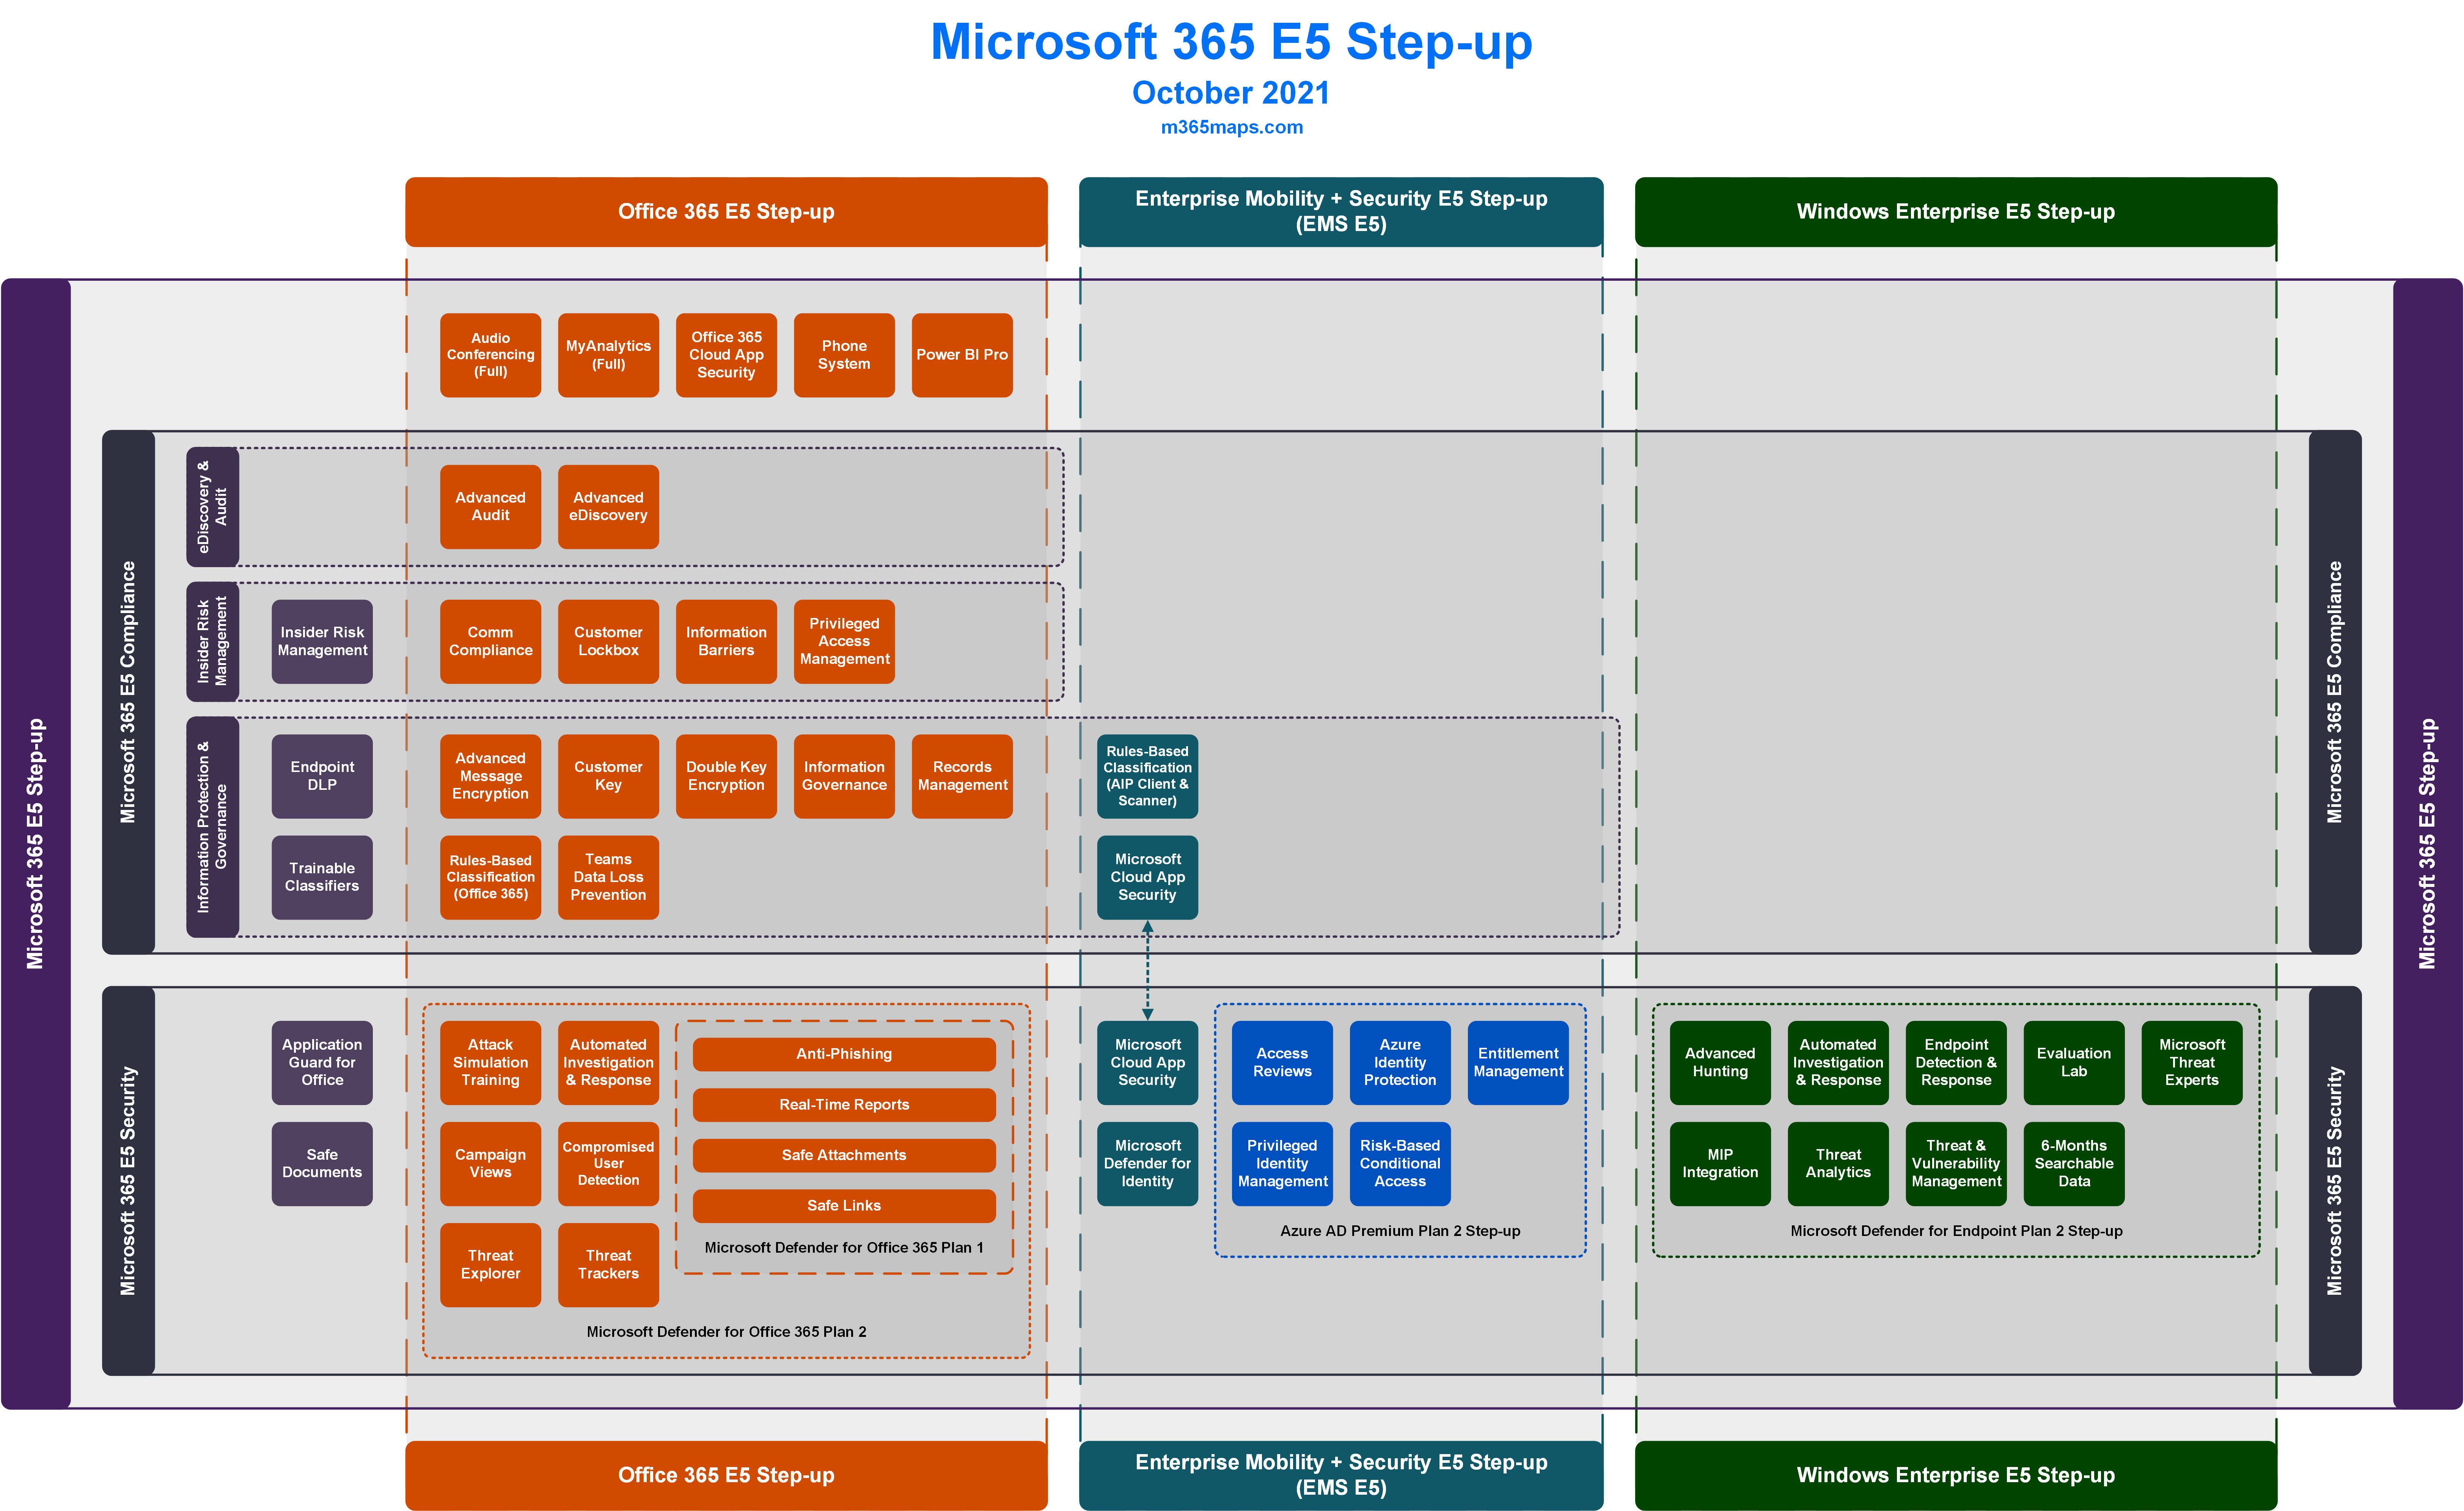 Microsoft 365 E5 Step-up
October 2021
m365maps.com
Office 365 E5 Step-up
Enterprise Mobility + Security E5 Step-up
(EMS E5)
Windows Enterprise E5 Step-up
Microsoft 365 E5 Step-up
Microsoft 365 E5 Step-up
Audio
Conferencing
(Full)
MyAnalytics
(Full)
Office 365
Cloud App
Security
Phone
System
Power BI Pro
Microsoft 365 E5 Compliance
Microsoft 365 E5 Compliance
eDiscovery &
Audit
Advanced
Audit
Advanced
eDiscovery
Insider Risk
Management
Insider Risk
Management
Comm
Compliance
Customer
Lockbox
Information
Barriers
Privileged
Access
Management
Information Protection &
Governance
Endpoint
DLP
Advanced
Message
Encryption
Customer
Key
Double Key
Encryption
Information
Governance
Records
Management
Rules-Based
Classification
(AIP Client &
Scanner)
Trainable
Classifiers
Rules-Based
Classification
(Office 365)
Teams
Data Loss
Prevention
Microsoft
Cloud App
Security
Microsoft 365 E5 Security
Microsoft 365 E5 Security
Application
Guard for
Office
Safe
Documents
Attack
Simulation
Training
Automated
Investigation
& Response
Campaign
Views
Compromised
User
Detection
Threat
Explorer
Threat
Trackers
Anti-Phishing
Real-Time Reports
Safe Attachments
Safe Links
Microsoft Defender for Office 365 Plan 1
Microsoft Defender for Office 365 Plan 2
Microsoft
Cloud App
Security
Microsoft
Defender for
Identity
Access
Reviews
Azure
Identity
Protection
Entitlement
Management
Privileged
Identity
Management
Risk-Based
Conditional
Access
Azure AD Premium Plan 2 Step-up
Advanced
Hunting
Automated
Investigation
& Response
Endpoint
Detection &
Response
Evaluation
Lab
Microsoft
Threat
Experts
MIP
Integration
Threat
Analytics
Threat &
Vulnerability
Management
6-Months
Searchable
Data
Microsoft Defender for Endpoint Plan 2 Step-up
Office 365 E5 Step-up
Enterprise Mobility + Security E5 Step-up
(EMS E5)
Windows Enterprise E5 Step-up